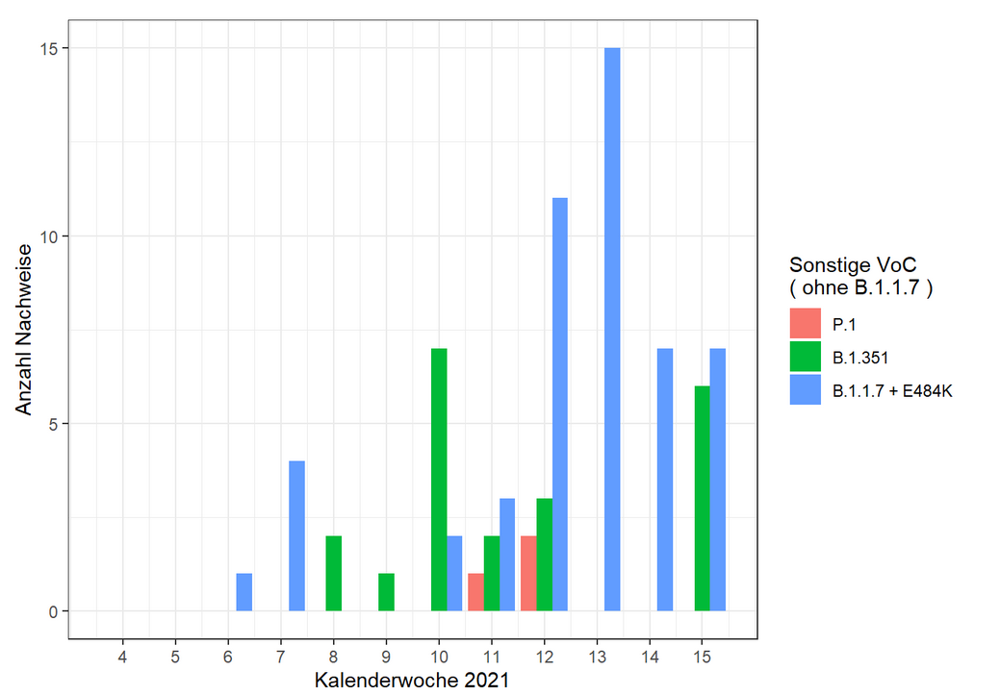 15
10
5
0
Anzahl Nachweise
4 5 6 7 8 9 10 11 12 13 14 15
Kalenderwoche 2021
Sonstige VoC
( ohne B.1.1.7 )
P.1
B.1.351
B.1.1.7 + E484K